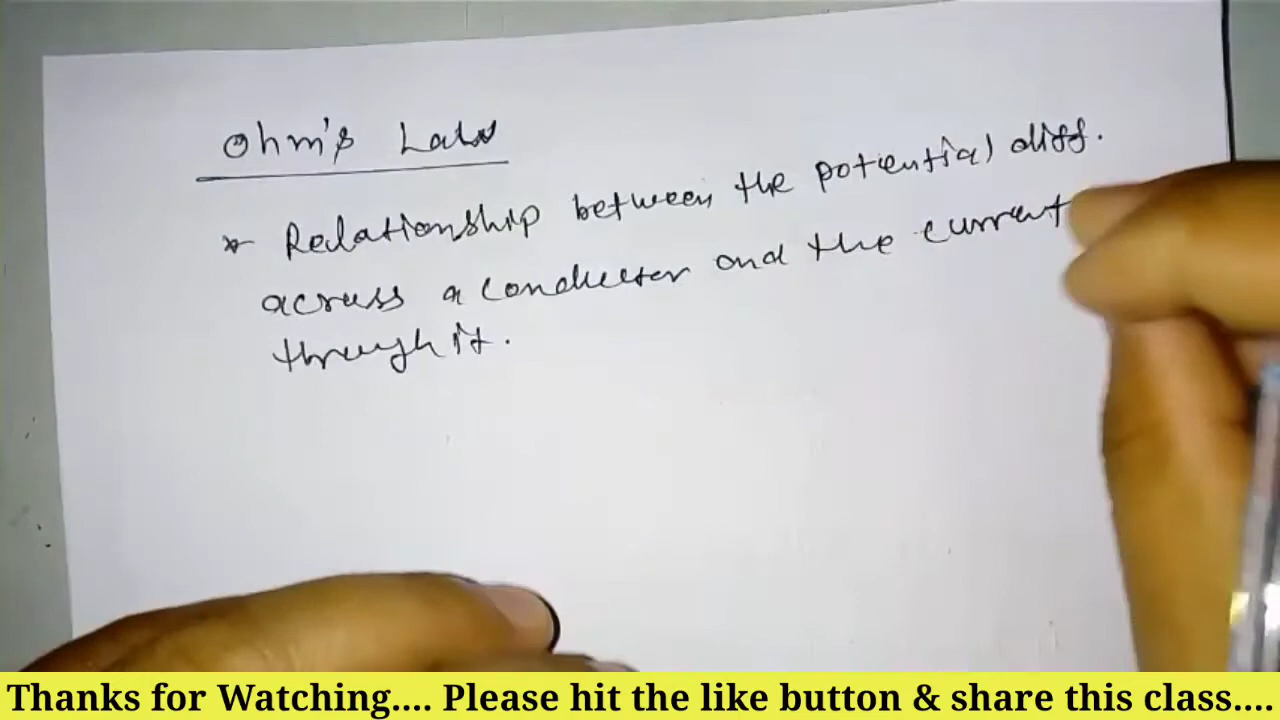 Ohm's Law
* Relationship between the potential diff.
across a conductor and the current
through it.
Thanks for Watching.... Please hit the like button & share this class....